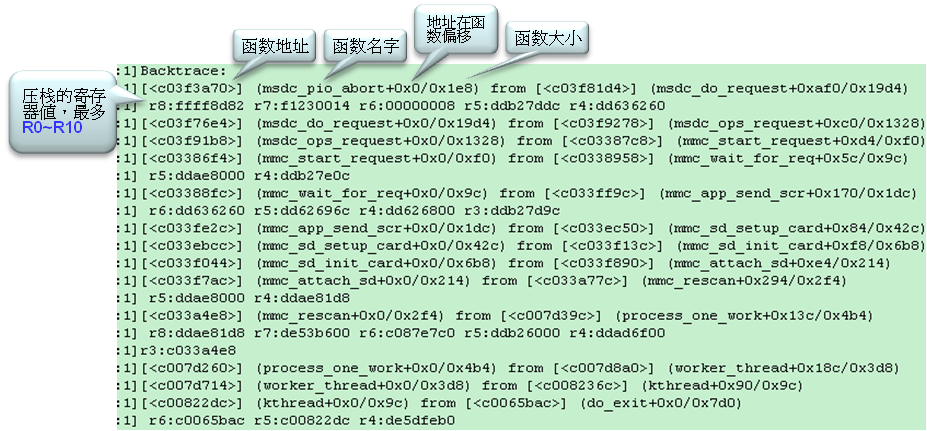 函数地址
函数名字
地址在函
数偏移
函数大小
压栈的寄存
器值，最多
R0~R10
:1]Backtrace:
:1][<c03f3a70>] (msdc_pio_abort+0x0/0x1e8) from [<c03f81d4>] (msdc_do_request+0xaf0/0x19d4)
:1] r8:ffff8d82 r7:f1230014 r6:00000008 r5:ddb27ddc r4:dd636260
:1][<c03f76e4>] (msdc_do_request+0x0/0x19d4) from [<c03f9278>] (msdc_ops_request+0xc0/0x1328)
:1][<c03f91b8>] (msdc_ops_request+0x0/0x1328) from [<c03387c8>] (mmc_start_request+0xd4/0xf0)
:1][<c03386f4>] (mmc_start_request+0x0/0xf0) from [<c0338958>] (mmc_wait_for_req+0x5c/0x9c)
:1] r5:ddae8000 r4:ddb27e0c
:1][<c03388fc>] (mmc_wait_for_req+0x0/0x9c) from [<c033ff9c>] (mmc_app_send_scr+0x170/0x1dc)
:1] r6:dd636260 r5:dd62696c r4:dd626800 r3:ddb27d9c
:1][<c033fe2c>] (mmc_app_send_scr+0x0/0x1dc) from [<c033ec50>] (mmc_sd_setup_card+0x84/0x42c)
:1][<c033ebcc>] (mmc_sd_setup_card+0x0/0x42c) from [<c033f13c>] (mmc_sd_init_card+0xf8/0x6b8)
:1][<c033f044>] (mmc_sd_init_card+0x0/0x6b8) from [<c033f890>] (mmc_attach_sd+0xe4/0x214)
:1][<c033f7ac>] (mmc_attach_sd+0x0/0x214) from [<c033a77c>] (mmc_rescan+0x294/0x2f4)
:1] r5:ddae8000 r4:ddae81d8
:1][<c033a4e8>] (mmc_rescan+0x0/0x2f4) from [<c007d39c>] (process_one_work+0x13c/0x4b4)
:1] r8:ddae81d8 r7:de53b600 r6:c087e7c0 r5:ddb26000 r4:ddad6f00
:1]r3:c033a4e8
:1][<c007d260>] (process_one_work+0x0/0x4b4) from [<c007d8a0>] (worker_thread+0x18c/0x3d8)
:1][<c007d714>] (worker_thread+0x0/0x3d8) from [<c008236c>] (kthread+0x90/0x9c)
:1][<c00822dc>] (kthread+0x0/0x9c) from [<c0065bac>] (do_exit+0x0/0x7d0)
:1] r6:c0065bac r5:c00822dc r4:de5dfeb0